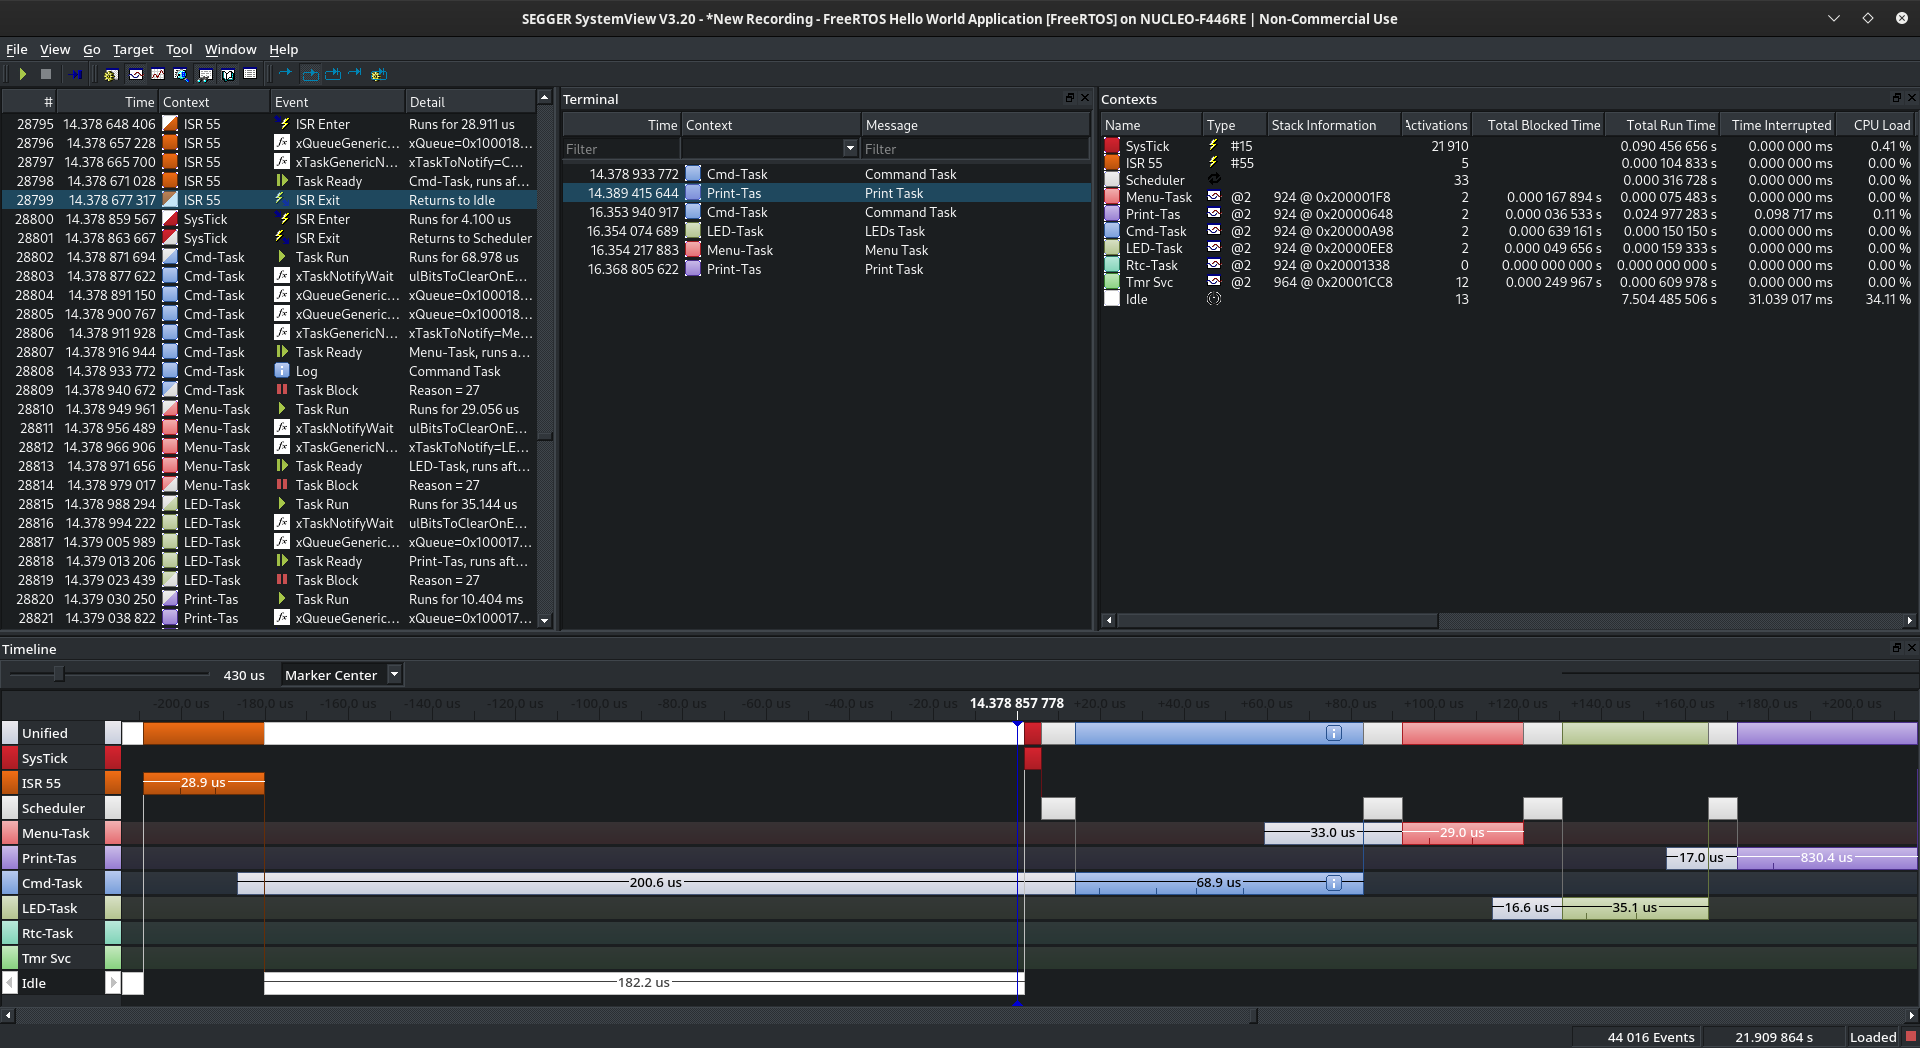 SEGGER SystemView V3.20 - *New Recording - FreeRTOS Hello World Application [FreeRTOS] on NUCLEO-F446RE | Non-Commercial Use
File View Go Target Tool Window Help
# Time Context Event Detail
28795 14.378 648 406 ISR 55 ISR Enter Runs for 28.911 us
28796 14.378 657 228 ISR 55 xQueueGeneric... xQueue=0x100018...
28797 14.378 665 700 ISR 55 xTaskGenericN... xTaskToNotify=C...
28798 14.378 671 028 ISR 55 Task Ready Cmd-Task, runs af...
28799 14.378 677 317 ISR 55 ISR Exit Returns to Idle
28800 14.378 859 567 SysTick ISR Enter Runs for 4.100 us
28801 14.378 863 667 SysTick ISR Exit Returns to Scheduler
28802 14.378 871 694 Cmd-Task Task Run Runs for 68.978 us
28803 14.378 877 622 Cmd-Task xTaskNotifyWait ulBitsToClearOnE...
28804 14.378 891 150 Cmd-Task xQueueGeneric... xQueue=0x100018...
28805 14.378 900 767 Cmd-Task xQueueGeneric... xQueue=0x100018...
28806 14.378 911 928 Cmd-Task xTaskGenericN... xTaskToNotify=Me...
28807 14.378 916 944 Cmd-Task Task Ready Menu-Task, runs a...
28808 14.378 933 772 Cmd-Task Log Command Task
28809 14.378 940 672 Cmd-Task Task Block Reason = 27
28810 14.378 949 961 Menu-Task Task Run Runs for 29.056 us
28811 14.378 956 489 Menu-Task xTaskNotifyWait ulBitsToClearOnE...
28812 14.378 966 906 Menu-Task xTaskGenericN... xTaskToNotify=LE...
28813 14.378 971 656 Menu-Task Task Ready LED-Task, runs aft...
28814 14.378 979 017 Menu-Task Task Block Reason = 27
28815 14.378 988 294 LED-Task Task Run Runs for 35.144 us
28816 14.378 994 222 LED-Task xTaskNotifyWait ulBitsToClearOnE...
28817 14.379 005 989 LED-Task xQueueGeneric... xQueue=0x100017...
28818 14.379 013 206 LED-Task Task Ready Print-Tas, runs aft...
28819 14.379 023 439 LED-Task Task Block Reason = 27
28820 14.379 030 250 Print-Tas Task Run Runs for 10.404 ms
28821 14.379 038 822 Print-Tas xQueueGeneric... xQueue=0x100017...
Terminal
Time Context Message
Filter Filter
14.378 933 772 Cmd-Task Command Task
14.389 415 644 Print-Tas Print Task
16.353 940 917 Cmd-Task Command Task
16.354 074 689 LED-Task LEDs Task
16.354 217 883 Menu-Task Menu Task
16.368 805 622 Print-Tas Print Task
Contexts
Name Type Stack Information Activations Total Blocked Time Total Run Time Time Interrupted CPU Load
SysTick #15 21 910 0.090 456 656 s 0.000 000 ms 0.41 %
ISR 55 #55 5 0.000 104 833 s 0.000 000 ms 0.00 %
Scheduler 33 0.000 316 728 s 0.000 000 ms 0.00 %
Menu-Task @2 924 @ 0x200001F8 2 0.000 167 894 s 0.000 075 483 s 0.000 000 ms 0.00 %
Print-Tas @2 924 @ 0x20000648 2 0.000 036 533 s 0.024 977 283 s 0.098 717 ms 0.11 %
Cmd-Task @2 924 @ 0x20000A98 2 0.000 639 161 s 0.000 150 150 s 0.000 000 ms 0.00 %
LED-Task @2 924 @ 0x20000EE8 2 0.000 049 656 s 0.000 159 333 s 0.000 000 ms 0.00 %
Rtc-Task @2 924 @ 0x20001338 0 0.000 000 000 s 0.000 000 000 s 0.000 000 ms 0.00 %
Tmr Svc @2 964 @ 0x20001CC8 12 0.000 249 967 s 0.000 609 978 s 0.000 000 ms 0.00 %
Idle 13 7.504 485 506 s 31.039 017 ms 34.11 %
Timeline
430 us Marker Center
-200,0 us -180,0 us -160,0 us -140,0 us -120,0 us -100,0 us -80,0 us -60,0 us -40,0 us -20,0 us 14.378 857 778 +20,0 us +40,0 us +60,0 us +80,0 us +100,0 us +120,0 us +140,0 us +160,0 us +180,0 us +200,0 us
Unified
SysTick
ISR 55 28.9 us
Scheduler
Menu-Task 33.0 us 29.0 us
Print-Tas 17.0 us 830.4 us
Cmd-Task 200.6 us 68.9 us
LED-Task 16.6 us 35.1 us
Rtc-Task
Tmr Svc
Idle 182.2 us
44 016 Events 21.909 864 s Loaded